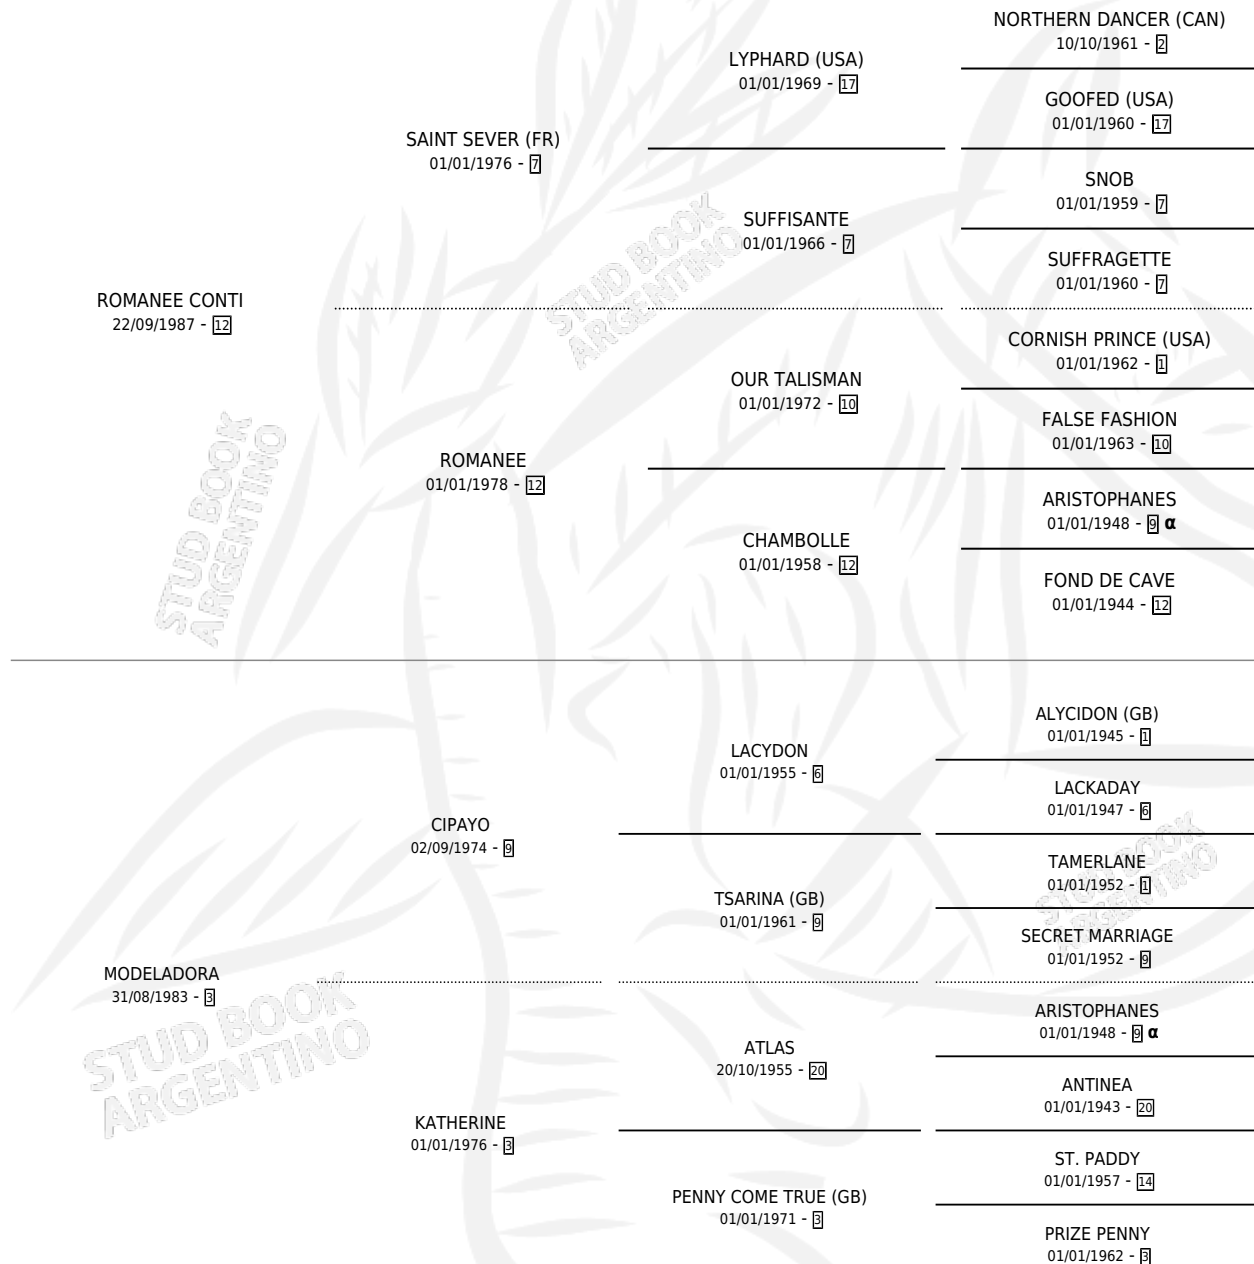 NORTHERN DANCER (CAN)
10/10/1961 - 2
LYPHARD (USA)
01/01/1969 - 17
GOOFED (USA)
01/01/1960 - 17
SAINT SEVER (FR)
01/01/1976 - 7
SNOB
01/01/1959 - 7
SUFFISANTE
01/01/1966 - 7
SUFFRAGETTE
01/01/1960 - 7
ROMANEE CONTI
22/09/1987 - 12
CORNISH PRINCE (USA)
01/01/1962 - 1
OUR TALISMAN
01/01/1972 - 10
FALSE FASHION
01/01/1963 - 10
ROMANEE
01/01/1978 - 12
ARISTOPHANES
01/01/1948 - 9 α
CHAMBOLLE
01/01/1958 - 12
FOND DE CAVE
01/01/1944 - 12
ALYCIDON (GB)
01/01/1945 - 1
LACYDON
01/01/1955 - 6
LACKADAY
01/01/1947 - 6
CIPAYO
02/09/1974 - 9
TAMERLANE
01/01/1952 - 1
TSARINA (GB)
01/01/1961 - 9
SECRET MARRIAGE
01/01/1952 - 9
MODELADORA
31/08/1983 - 3
ARISTOPHANES
01/01/1948 - 9 α
ATLAS
20/10/1955 - 20
ANTINEA
01/01/1943 - 20
KATHERINE
01/01/1976 - 3
ST. PADDY
01/01/1957 - 14
PENNY COME TRUE (GB)
01/01/1971 - 3
PRIZE PENNY
01/01/1962 - 3
STUD BOOK
ARGENTINO
STUD BOOK
ARGENTINO
STUD BOOK
ARGENTINO
STUD BOOK
ARGENTINO